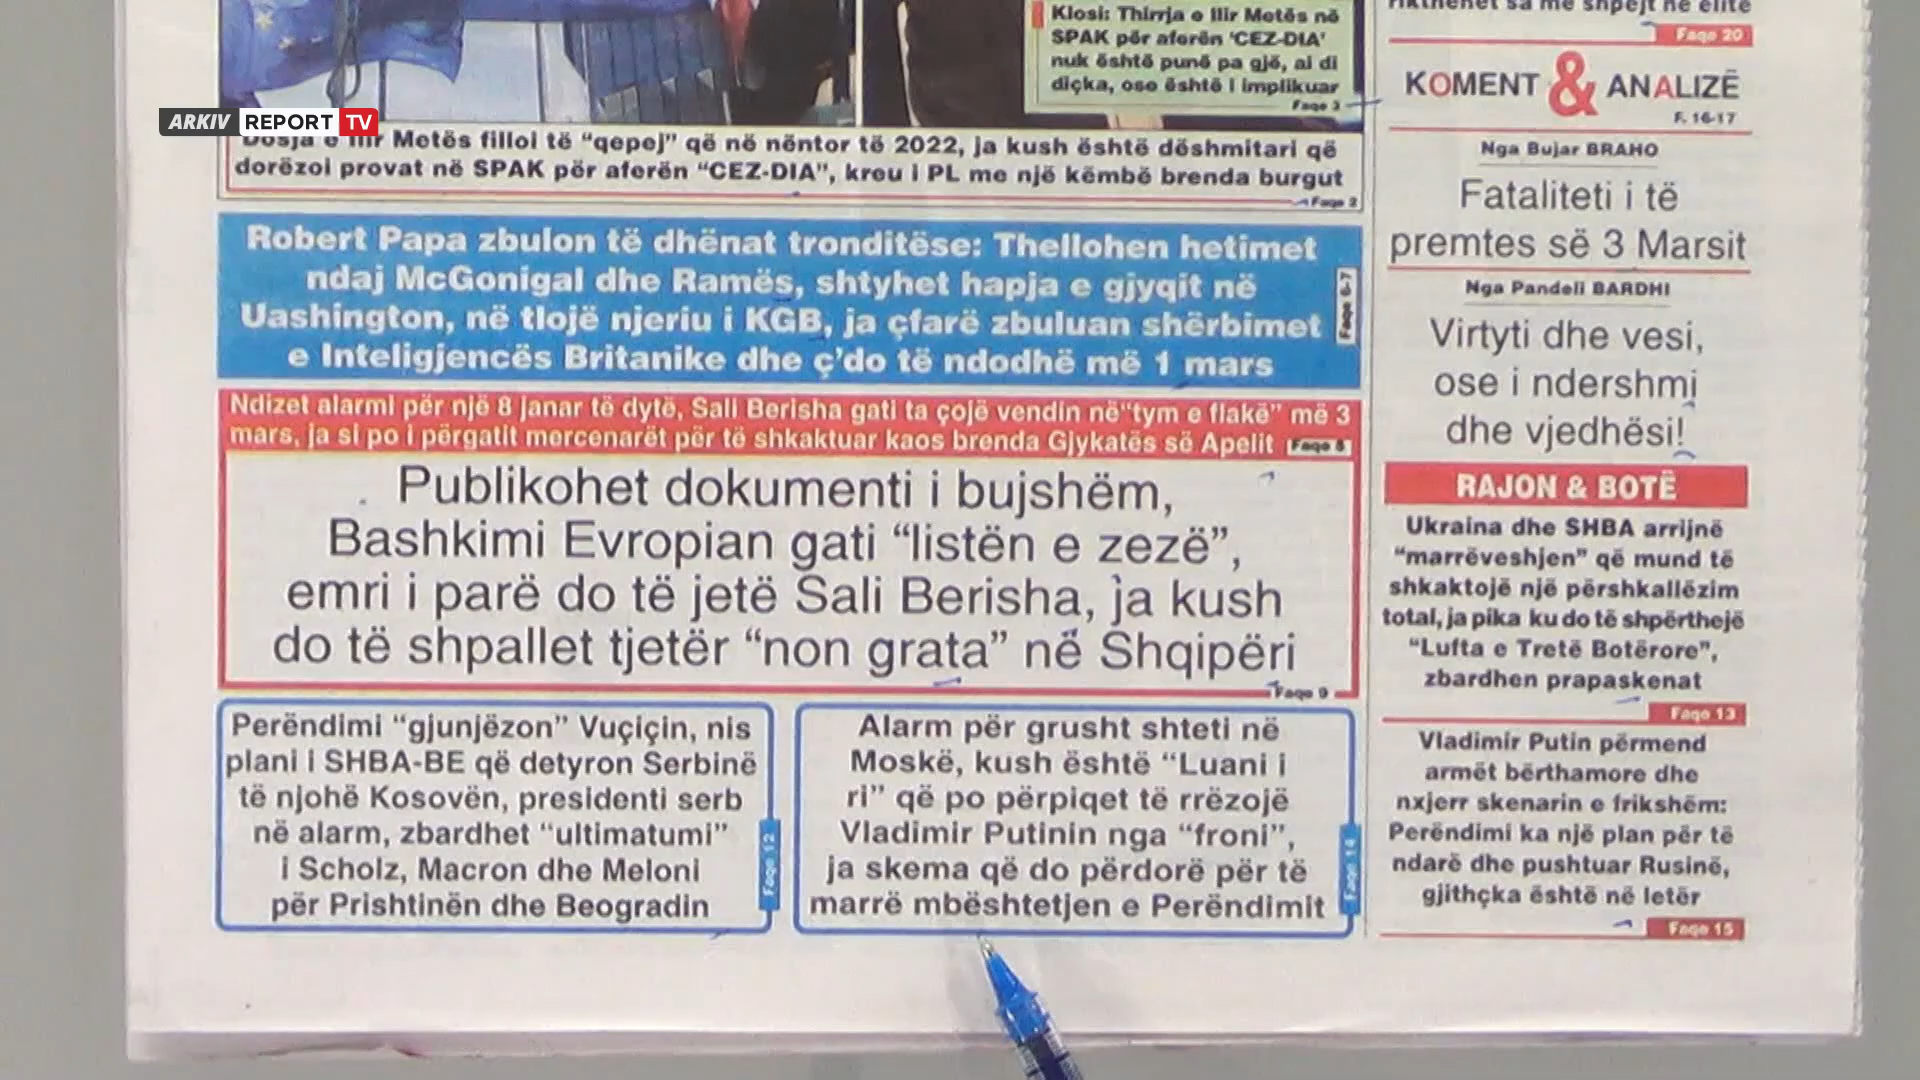 Klosi: Thirrja e Ilir Metës në
SPAK për aferën ‘CEZ-DIA’
nuk është punë pa gjë, ai di
diçka, ose është i implikuar
Faqe 3
ARKIV REPORT TV
Dosja e Ilir Metës filloi të “qepej” që në nëntor të 2022, ja kush është dëshmitari që
dorëzoi provat në SPAK për aferën “CEZ-DIA”, kreu i PL me një këmbë brenda burgut
Faqe 2
Robert Papa zbulon të dhënat tronditëse: Thellohen hetimet
ndaj McGonigal dhe Ramës, shtyhet hapja e gjyqit në
Uashington, në tlojë njeriu i KGB, ja çfarë zbuluan shërbimet
e Inteligjencës Britanike dhe ç’do të ndodhë më 1 mars
Faqe 6-7
Ndizet alarmi për një 8 janar të dytë, Sali Berisha gati ta çojë vendin në“tym e flakë” më 3
mars, ja si po i përgatit mercenarët për të shkaktuar kaos brenda Gjykatës së Apelit
Faqe 8
Publikohet dokumenti i bujshëm,
Bashkimi Evropian gati “listën e zezë”,
emri i parë do të jetë Sali Berisha, ja kush
do të shpallet tjetër “non grata” në Shqipëri
Faqe 9
Perëndimi “gjunjëzon” Vuçiçin, nis
plani i SHBA-BE që detyron Serbinë
të njohë Kosovën, presidenti serb
në alarm, zbardhet “ultimatumi”
i Scholz, Macron dhe Meloni
për Prishtinën dhe Beogradin
Faqe 12
Alarm për grusht shteti në
Moskë, kush është “Luani i
ri” që po përpiqet të rrëzojë
Vladimir Putinin nga “froni”,
ja skema që do përdorë për të
marrë mbështetjen e Perëndimit
Faqe 14
rikthehet sa më shpejt në elitë
Faqe 20
KOMENT & ANALIZË
F. 16-17
Nga Bujar BRAHO
Fataliteti i të
premtes së 3 Marsit
Nga Pandeli BARDHI
Virtyti dhe vesi,
ose i ndershmi
dhe vjedhësi!
RAJON & BOTË
Ukraina dhe SHBA arrijnë
“marrëveshjen” që mund të
shkaktojë një përshkallëzim
total, ja pika ku do të shpërthejë
“Lufta e Tretë Botërore”,
zbardhen prapaskenat
Faqe 13
Vladimir Putin përmend
armët bërthamore dhe
nxjerr skenarin e frikshëm:
Perëndimi ka një plan për të
ndarë dhe pushtuar Rusinë,
gjithçka është në letër
Faqe 15